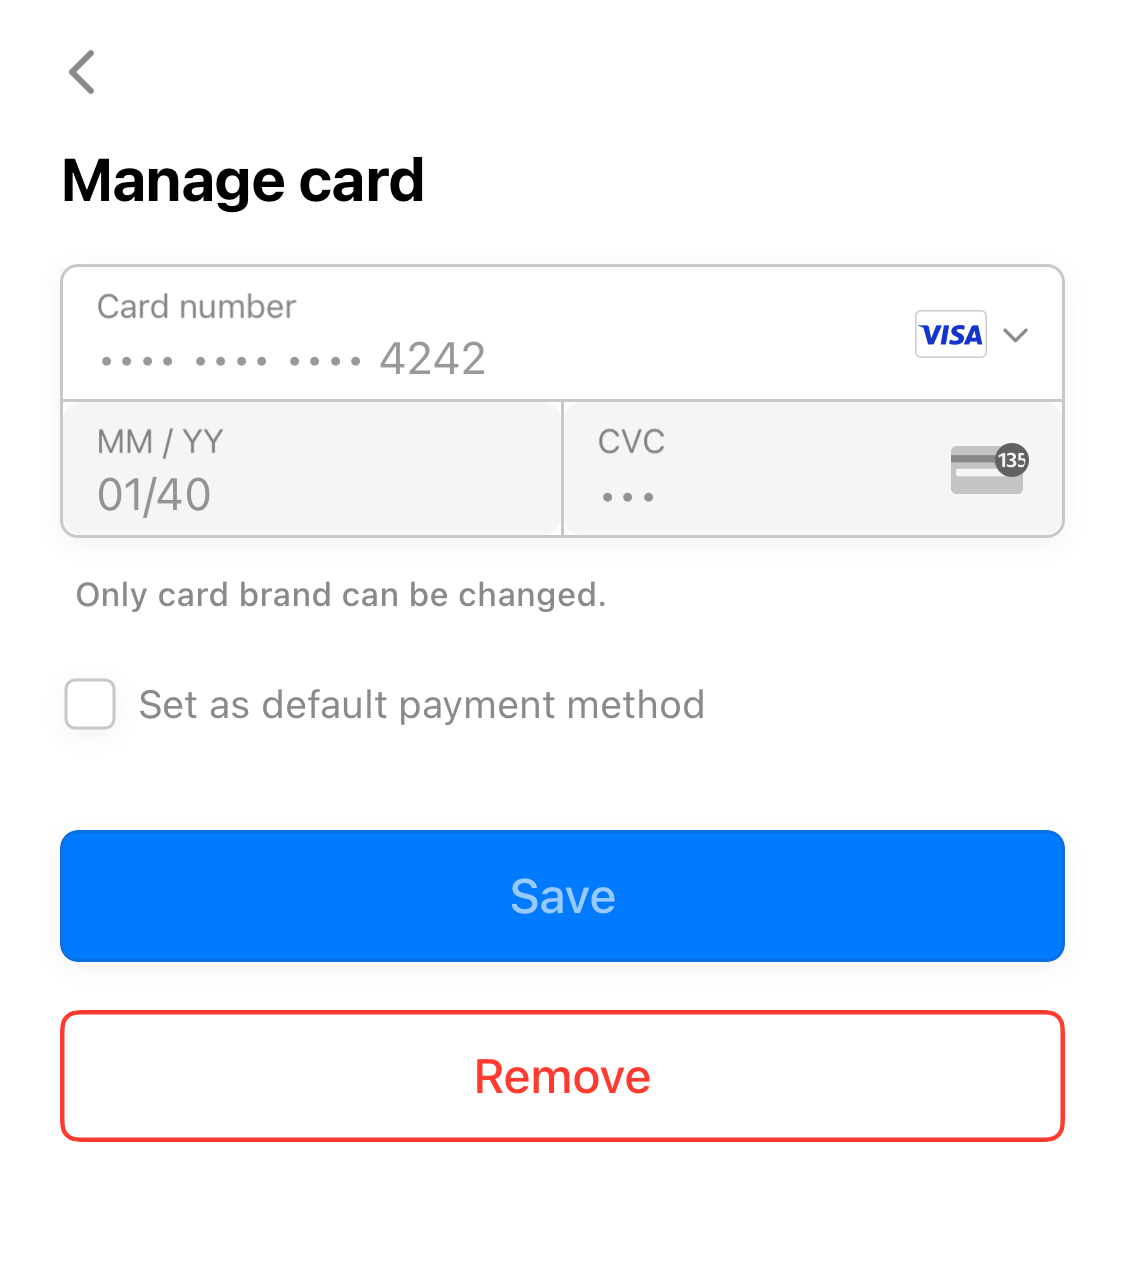 Manage card
Card number
•••• •••• •••• 4242
VISA
MM / YY
01/40
CVC
•••
135
Only card brand can be changed.
Set as default payment method
Save
Remove